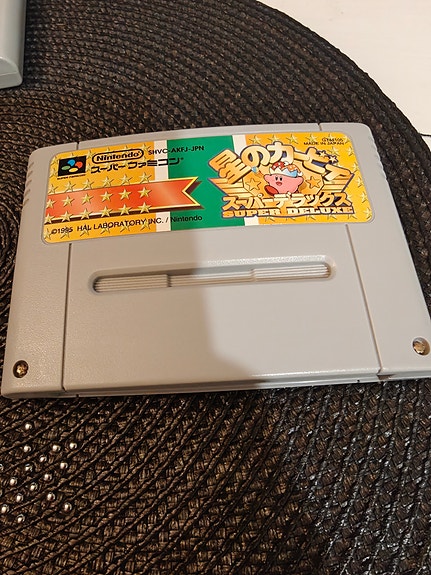 Nintendo
スーパーファミコン
SHVC-AKFJ-JPN
MADE IN JAPAN
星のカービィ
スーパーデラックス
SUPER DELUXE
©1995 HAL LABORATORY INC. / Nintendo